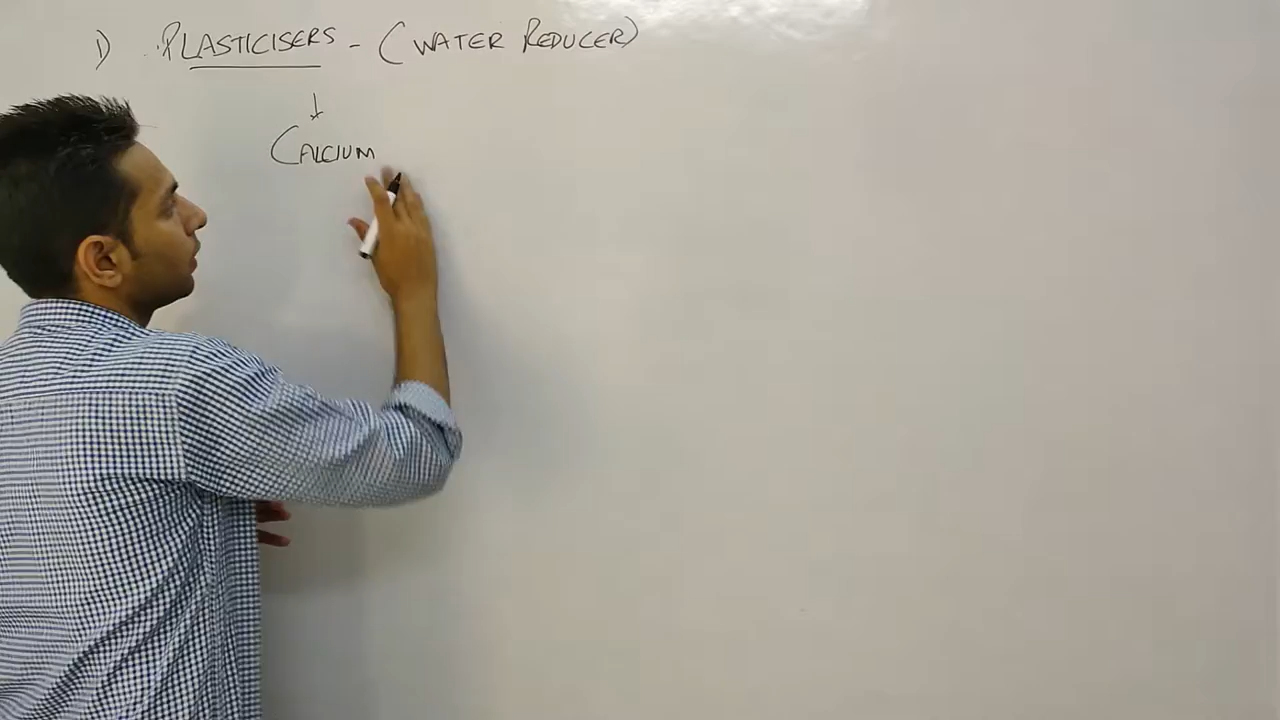 1) PLASTICISERS - (WATER REDUCER)
↓
CALCIUM